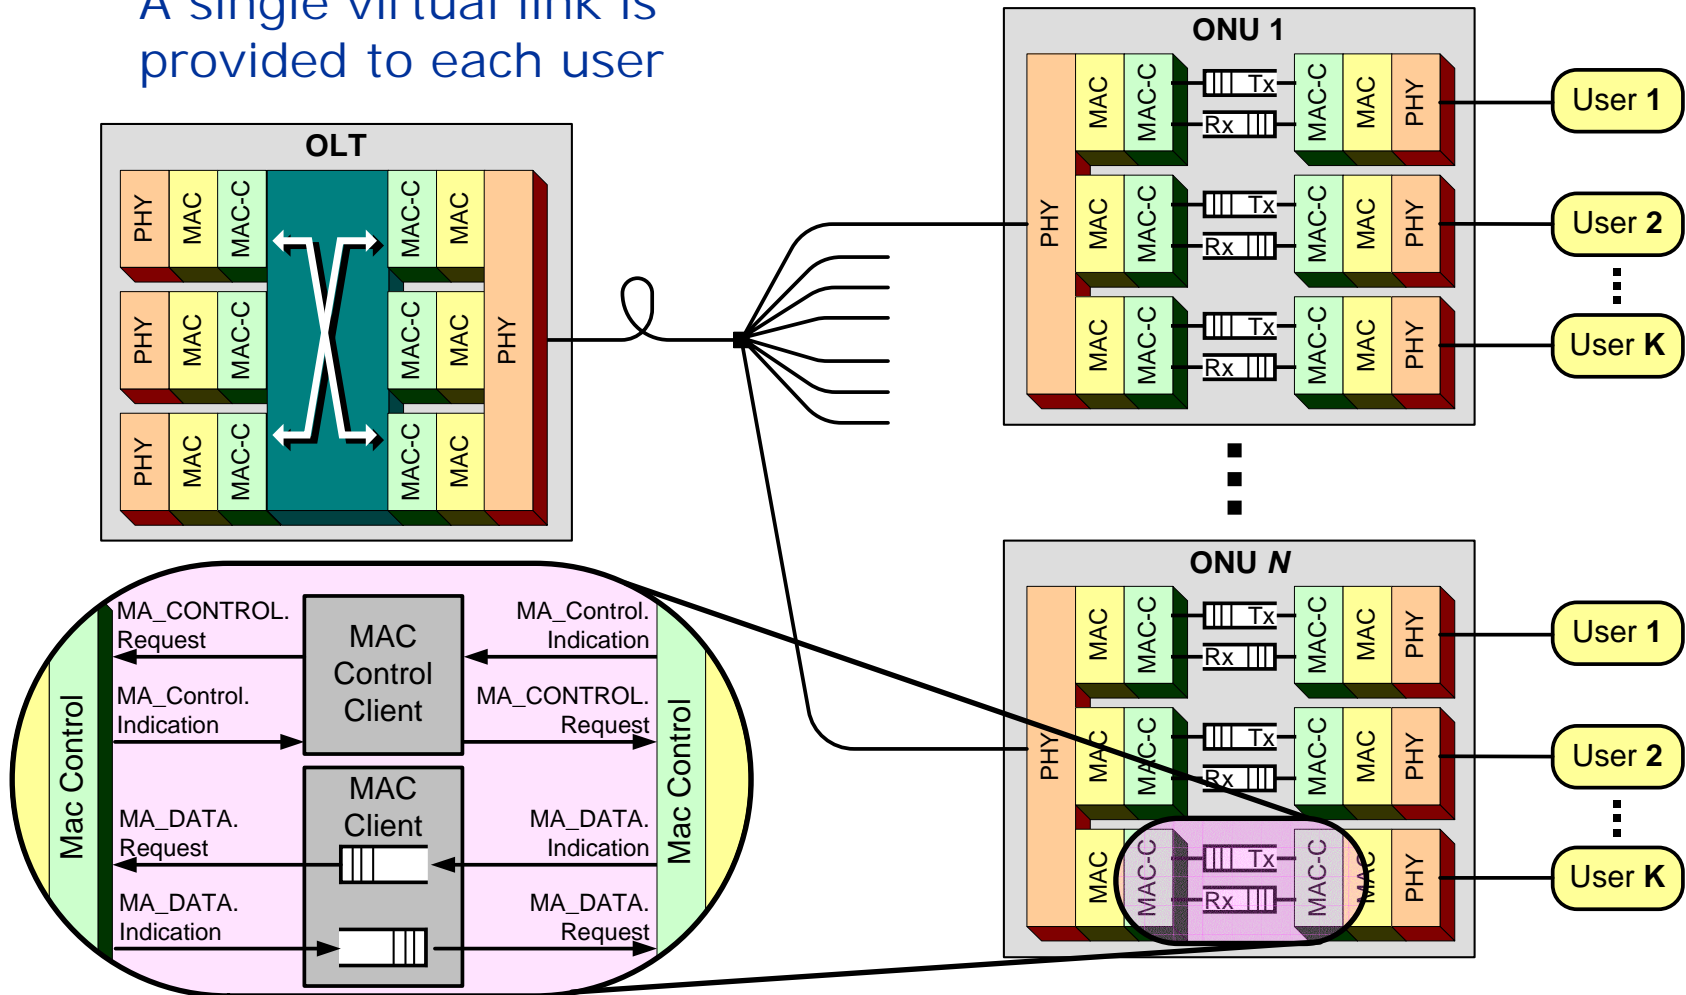 A single virtual link is
provided to each user
OLT
PHY
MAC
MAC-C
MAC-C
MAC
PHY
MAC
MAC-C
MAC-C
MAC
PHY
MAC
MAC-C
MAC-C
MAC
PHY
ONU 1
PHY
MAC
MAC-C
Tx
Rx
MAC-C
MAC
PHY
User 1
MAC
MAC-C
Tx
Rx
MAC-C
MAC
PHY
User 2
MAC
MAC-C
Tx
Rx
MAC-C
MAC
PHY
User K
ONU N
PHY
MAC
MAC-C
Tx
Rx
MAC-C
MAC
PHY
User 1
MAC
MAC-C
Tx
Rx
MAC-C
MAC
PHY
User 2
MAC
MAC-C
Tx
Rx
MAC-C
MAC
PHY
User K
Mac Control
MA_CONTROL.
Request
MA_Control.
Indication
MAC
Control
Client
MA_Control.
Indication
MA_CONTROL.
Request
MA_DATA.
Request
MA_DATA.
Indication
MAC
Client
MA_DATA.
Indication
MA_DATA.
Request
Mac Control